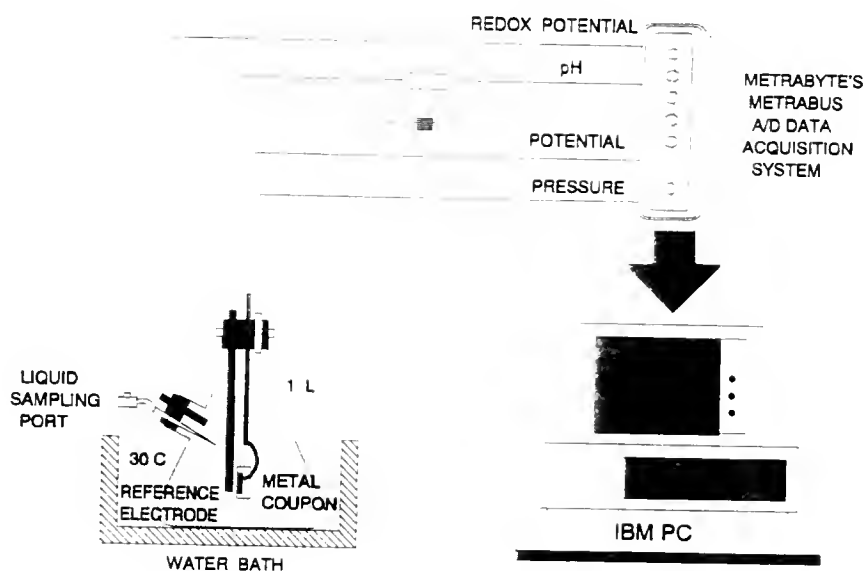 REDOX POTENTIAL
pH
POTENTIAL
PRESSURE
METRABYTE'S
METRABUS
A/D DATA
ACQUISITION
SYSTEM
LIQUID
SAMPLING
PORT
1 L
30 C
REFERENCE
ELECTRODE
METAL
COUPON
WATER BATH
IBM PC